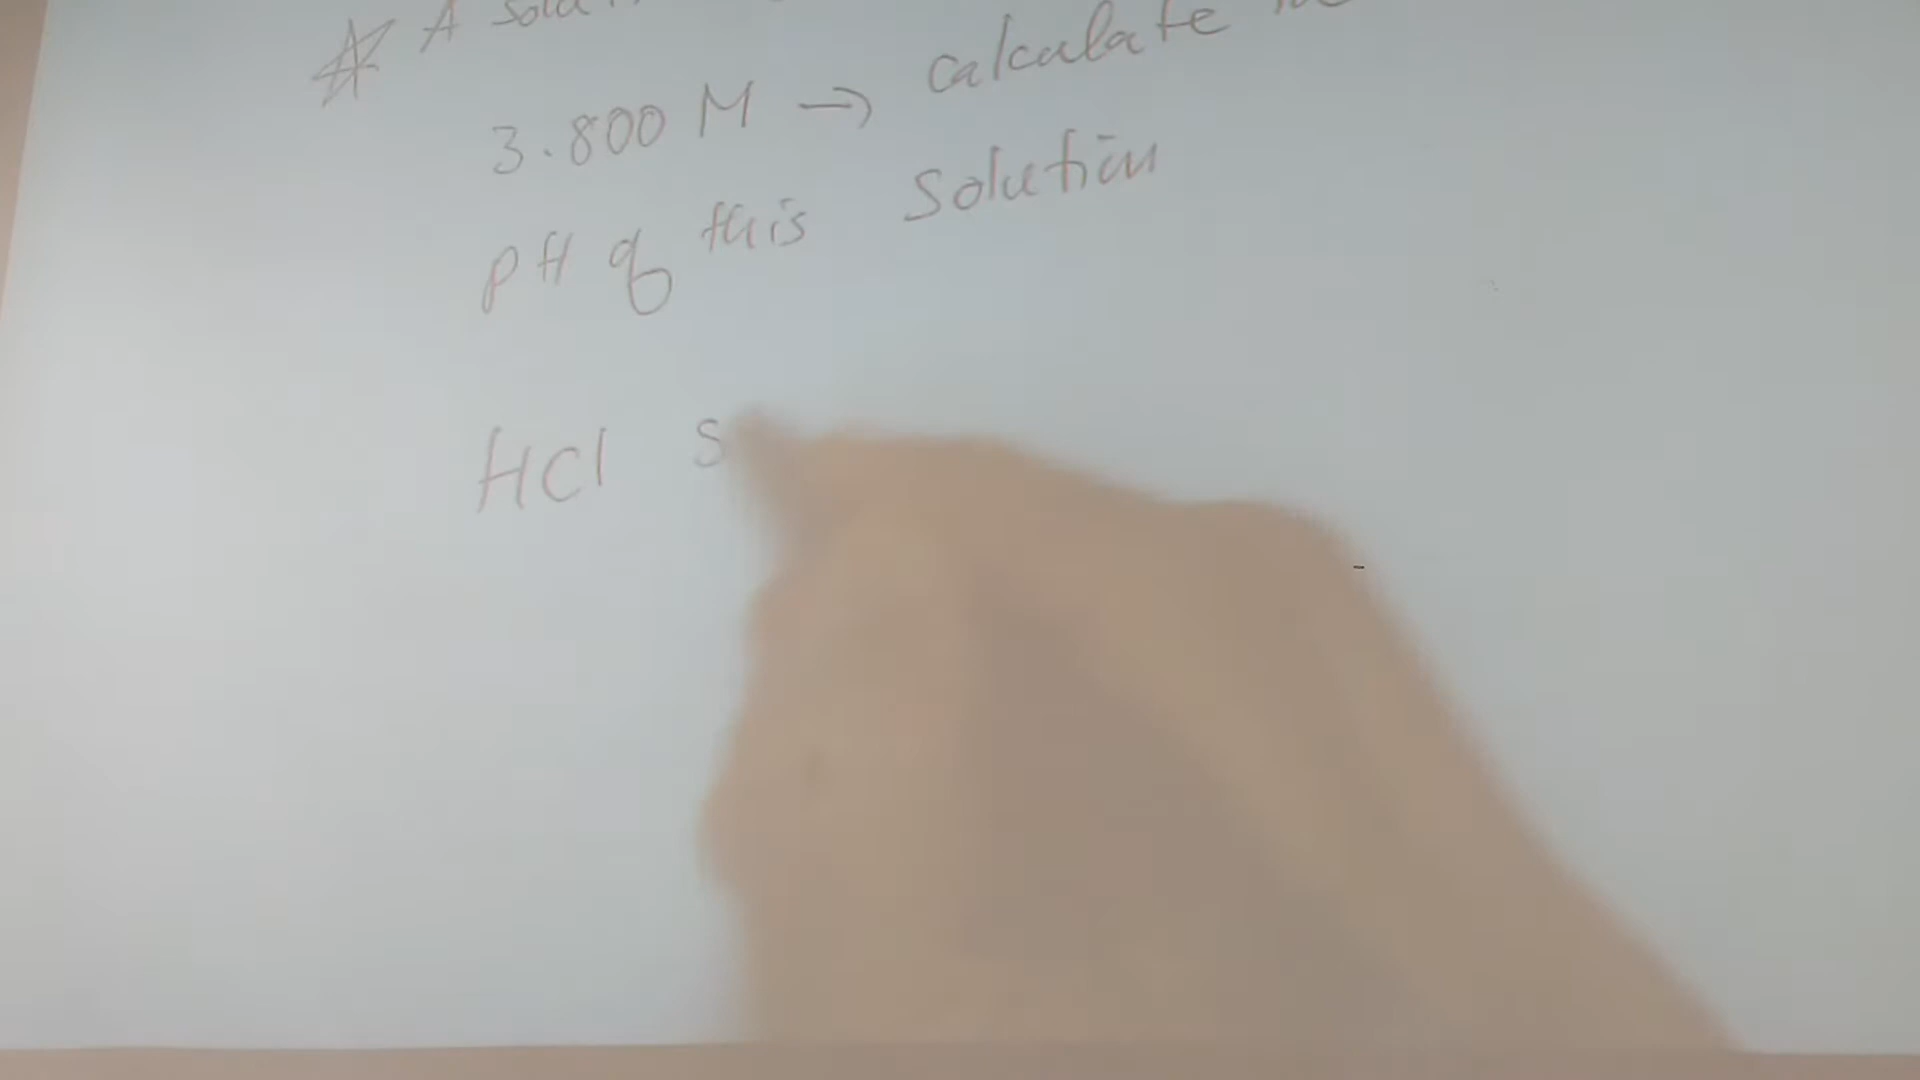 A
3.800 M → calculate
pH of this solution
HCl s